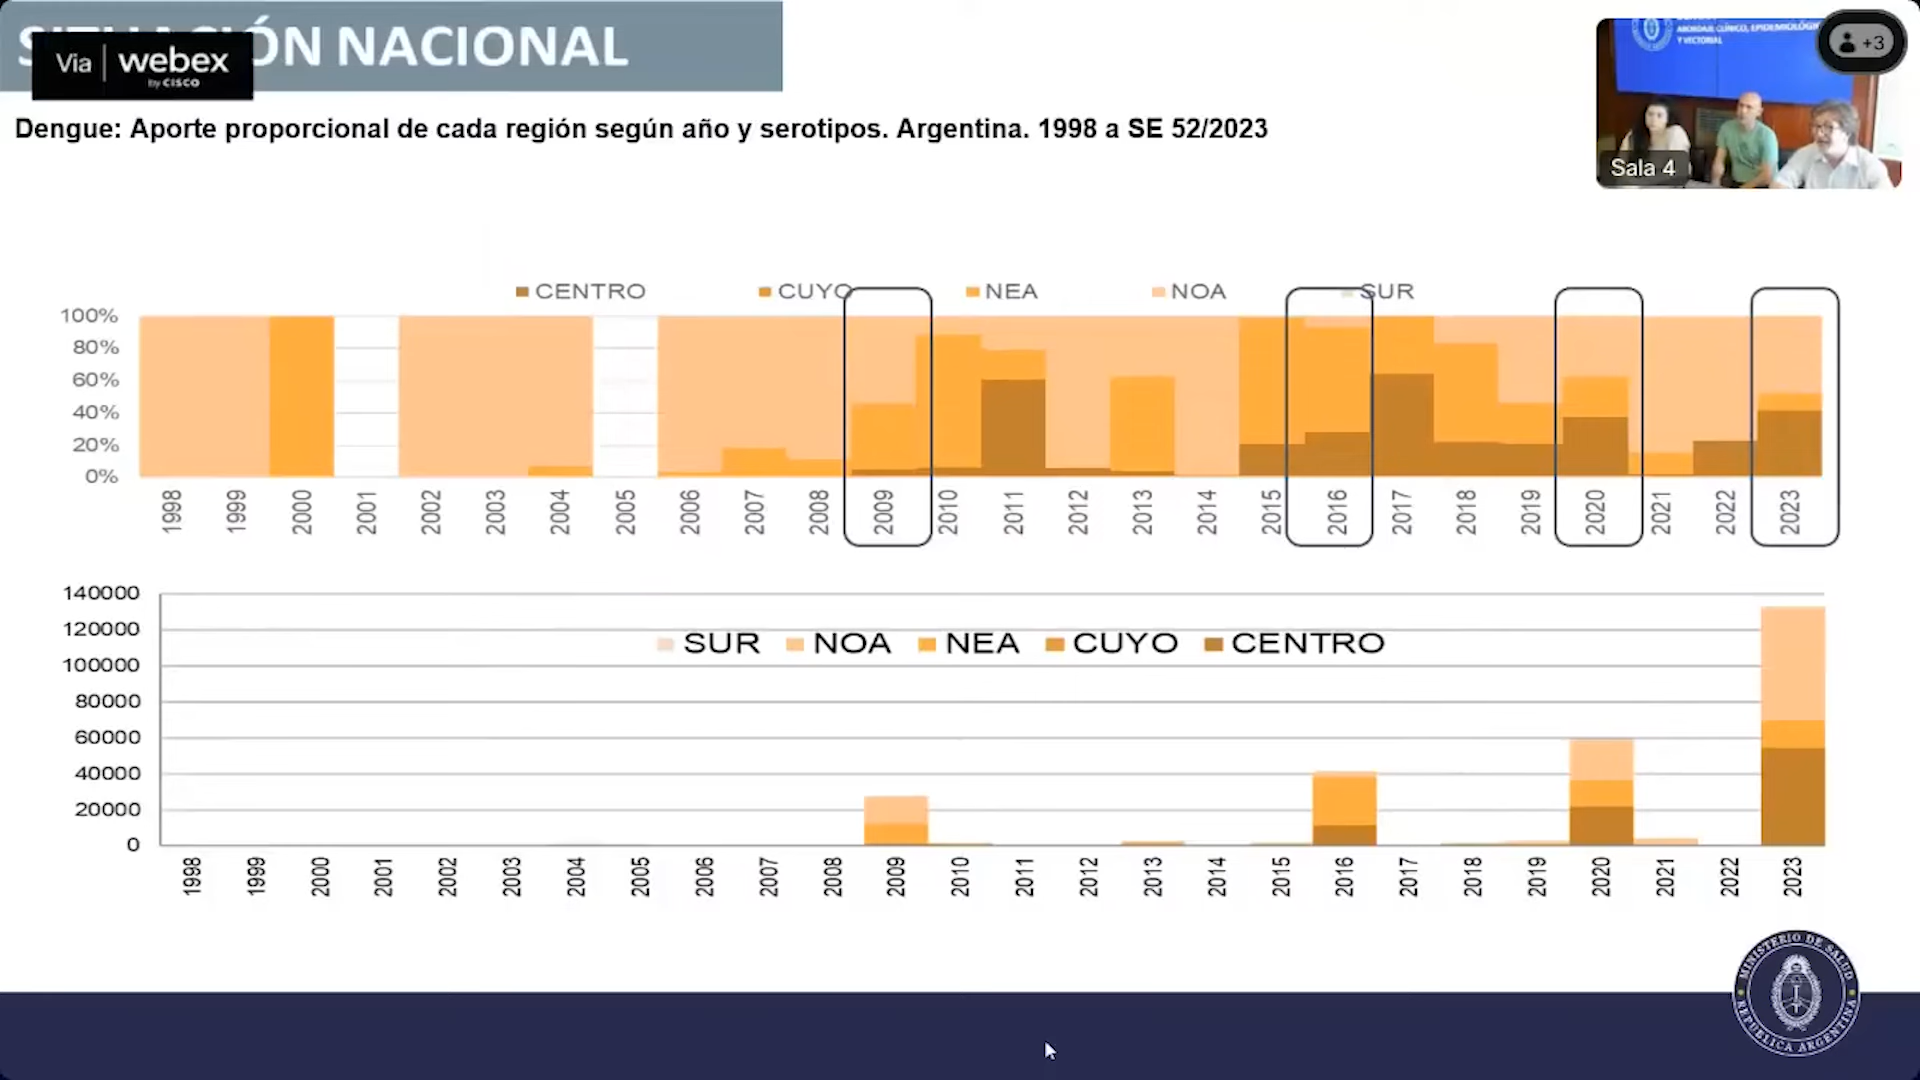 ÓN NACIONAL
Via webex
by CISCO
Dengue: Aporte proporcional de cada región según año y serotipos. Argentina. 1998 a SE 52/2023
ABORDAJE CLÍNICO, EPIDEMIOLÓGI
Y VECTORIAL
+3
Sala 4
CENTRO CUYO NEA NOA SUR
100%
80%
60%
40%
20%
0%
1998 1999 2000 2001 2002 2003 2004 2005 2006 2007 2008 2009 2010 2011 2012 2013 2014 2015 2016 2017 2018 2019 2020 2021 2022 2023
140000
120000
SUR NOA NEA CUYO CENTRO
100000
80000
60000
40000
20000
0
1998 1999 2000 2001 2002 2003 2004 2005 2006 2007 2008 2009 2010 2011 2012 2013 2014 2015 2016 2017 2018 2019 2020 2021 2022 2023
MINISTERIO DE SALUD
REPUBLICA ARGENTINA